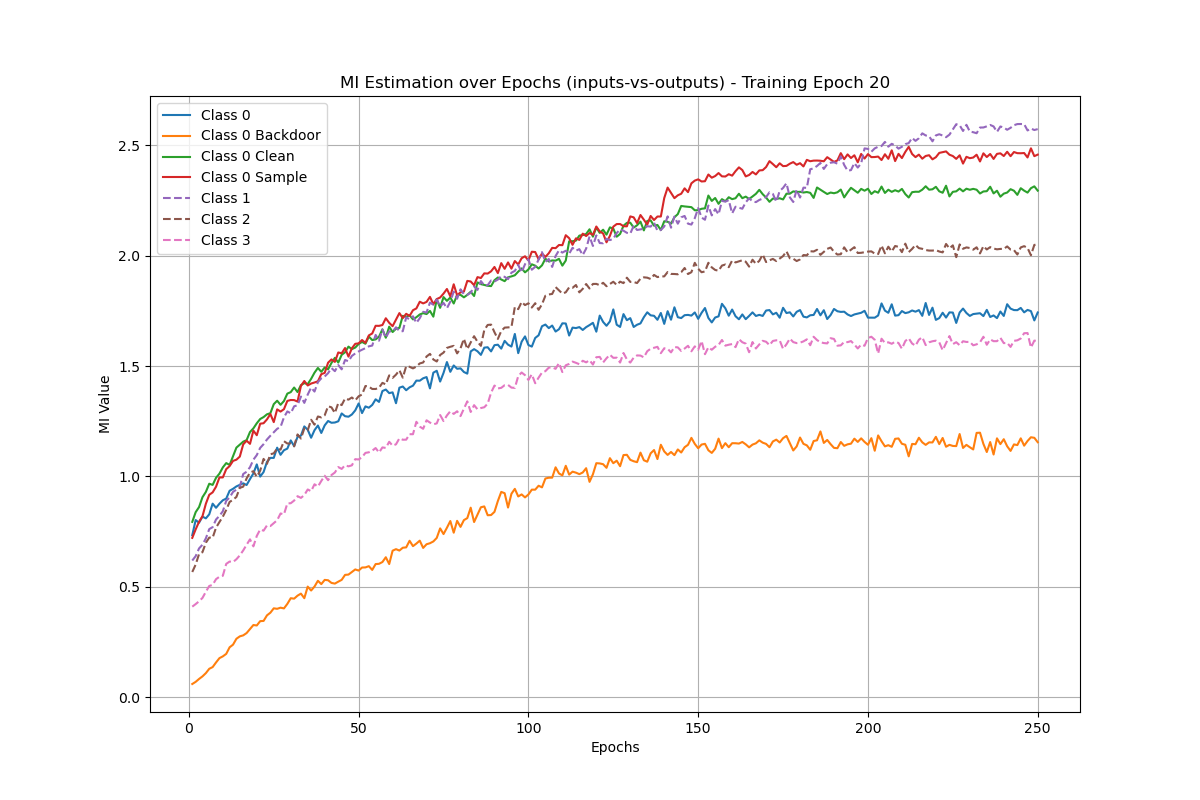 MI Estimation over Epochs (inputs-vs-outputs) - Training Epoch 20
Class 0
Class 0 Backdoor
Class 0 Clean
Class 0 Sample
Class 1
Class 2
Class 3
2.5
2.0
1.5
1.0
0.5
0.0
MI Value
0 50 100 150 200 250
Epochs